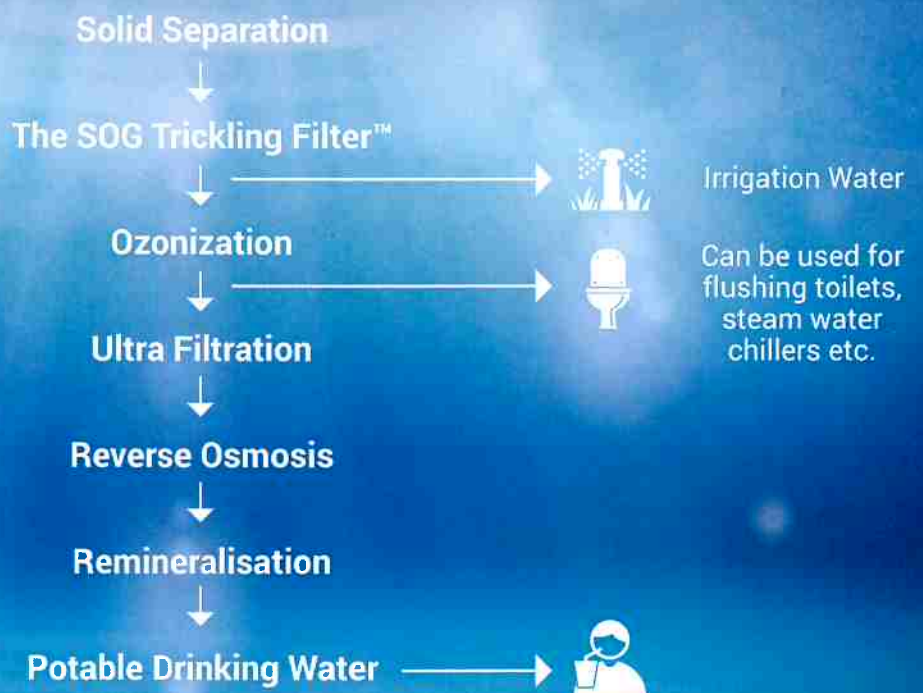 Solid Separation
The SOG Trickling Filter™
Irrigation Water
Ozonization
Can be used for
flushing toilets,
steam water
chillers etc.
Ultra Filtration
Reverse Osmosis
Remineralisation
Potable Drinking Water